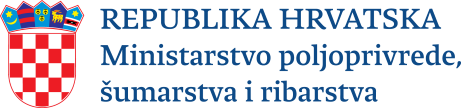 REPUBLIKA HRVATSKA
Ministarstvo poljoprivrede,
šumarstva i ribarstva